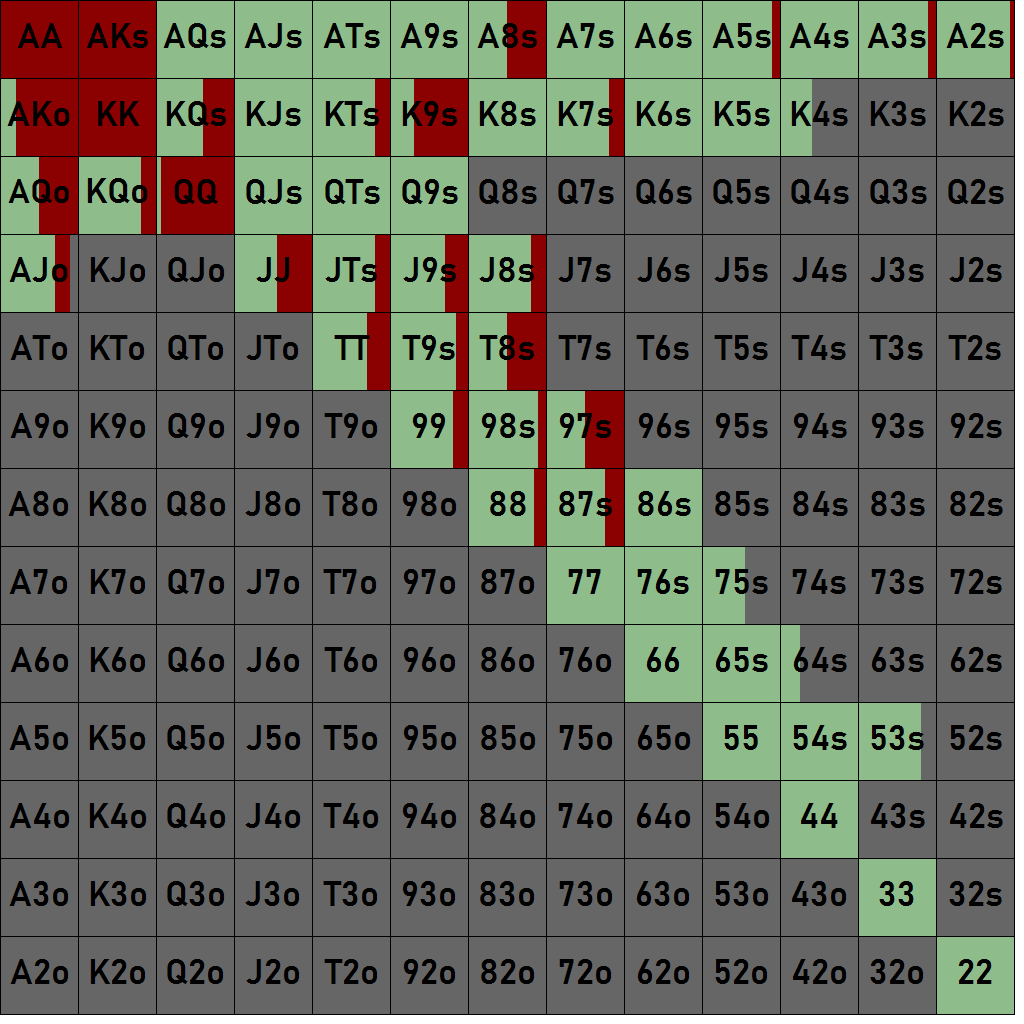 AA AKs AQs AJs ATs A9s A8s A7s A6s A5s A4s A3s A2s
AKo KK KQs KJs KTs K9s K8s K7s K6s K5s K4s K3s K2s
AQo KQo QQ QJs QTs Q9s Q8s Q7s Q6s Q5s Q4s Q3s Q2s
AJo KJo QJo JJ JTs J9s J8s J7s J6s J5s J4s J3s J2s
ATo KTo QTo JTo TT T9s T8s T7s T6s T5s T4s T3s T2s
A9o K9o Q9o J9o T9o 99 98s 97s 96s 95s 94s 93s 92s
A8o K8o Q8o J8o T8o 98o 88 87s 86s 85s 84s 83s 82s
A7o K7o Q7o J7o T7o 97o 87o 77 76s 75s 74s 73s 72s
A6o K6o Q6o J6o T6o 96o 86o 76o 66 65s 64s 63s 62s
A5o K5o Q5o J5o T5o 95o 85o 75o 65o 55 54s 53s 52s
A4o K4o Q4o J4o T4o 94o 84o 74o 64o 54o 44 43s 42s
A3o K3o Q3o J3o T3o 93o 83o 73o 63o 53o 43o 33 32s
A2o K2o Q2o J2o T2o 92o 82o 72o 62o 52o 42o 32o 22